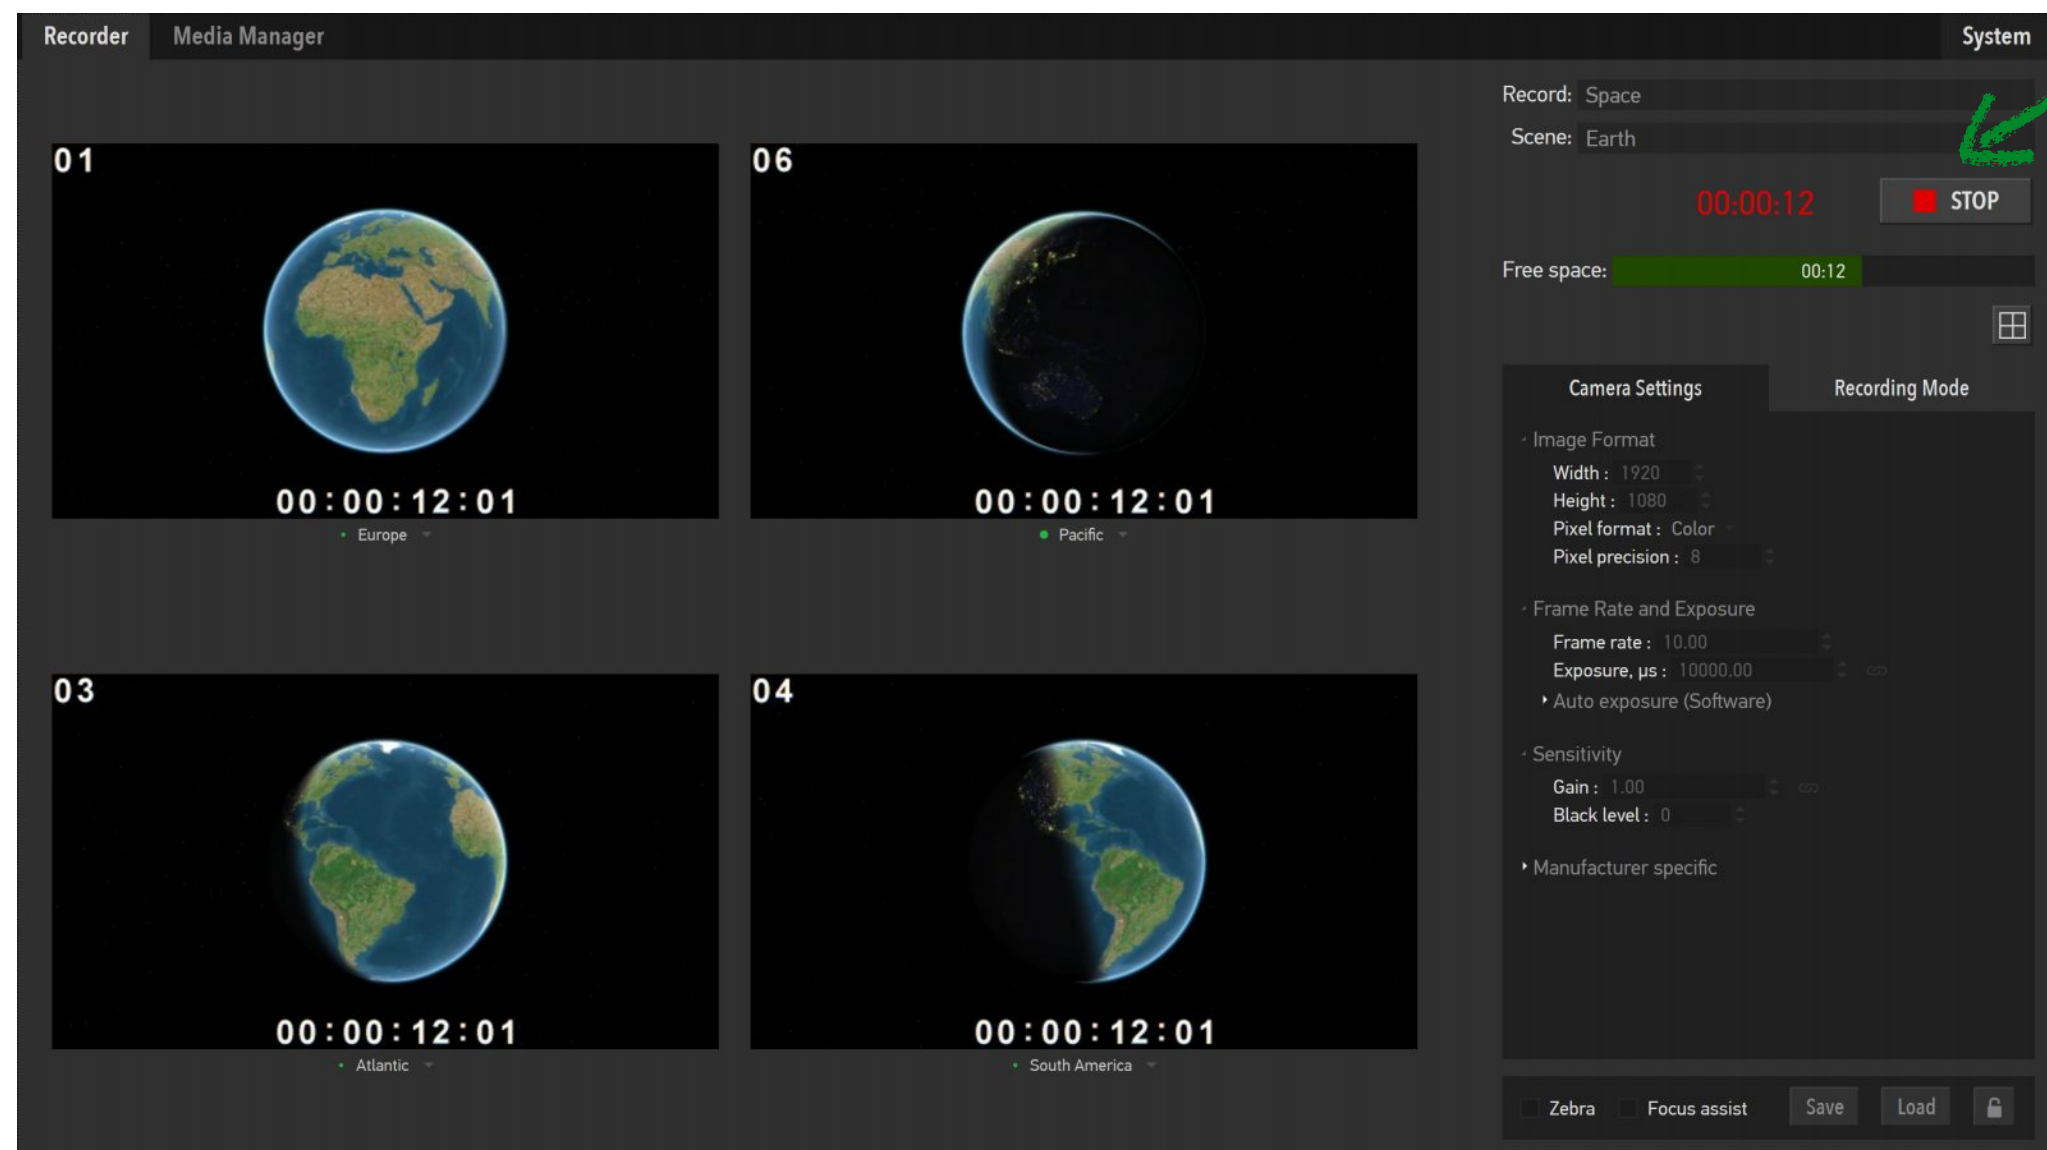 Recorder Media Manager System
Record: Space
Scene: Earth
00:00:12 STOP
Free space: 00:12
01
00:00:12:01
Europe
06
00:00:12:01
Pacific
03
00:00:12:01
Atlantic
04
00:00:12:01
South America
Camera Settings Recording Mode
Image Format
Width : 1920
Height : 1080
Pixel format : Color
Pixel precision : 8
Frame Rate and Exposure
Frame rate : 10.00
Exposure, µs : 10000.00
Auto exposure (Software)
Sensitivity
Gain : 1.00
Black level : 0
Manufacturer specific
Zebra Focus assist Save Load